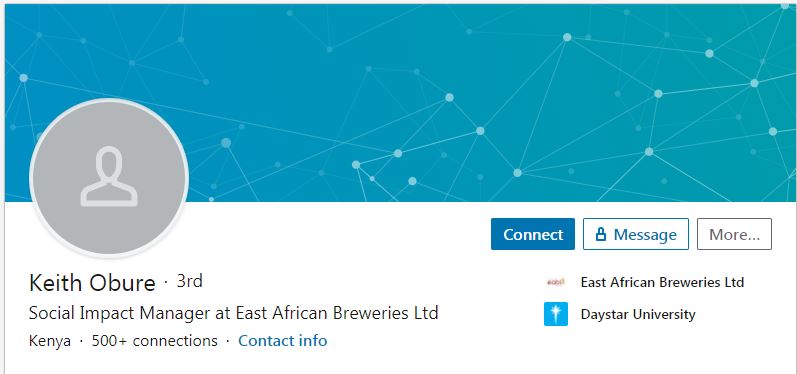 Connect
Message
More...
Keith Obure · 3rd
Social Impact Manager at East African Breweries Ltd
Kenya · 500+ connections · Contact info
eabl
East African Breweries Ltd
Daystar University